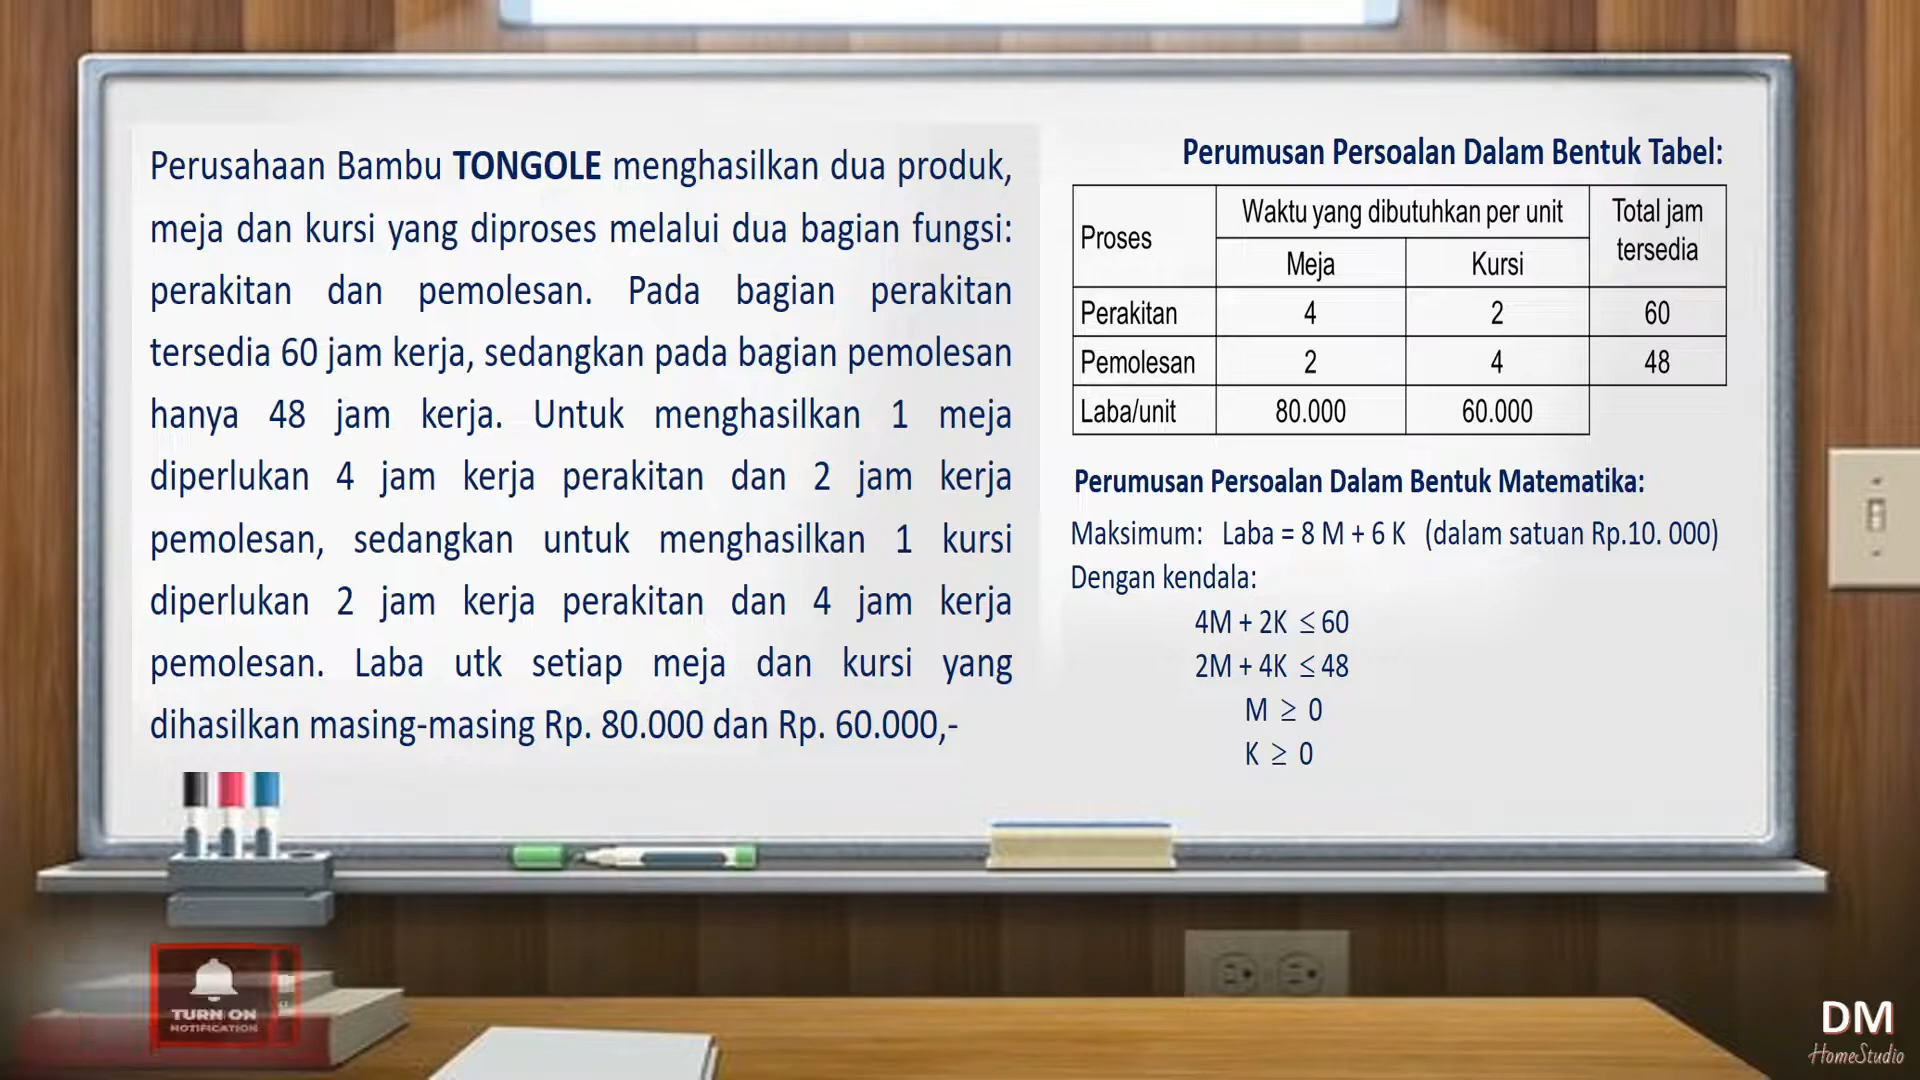 Perusahaan Bambu TONGOLE menghasilkan dua produk,
meja dan kursi yang diproses melalui dua bagian fungsi:
perakitan dan pemolesan. Pada bagian perakitan
tersedia 60 jam kerja, sedangkan pada bagian pemolesan
hanya 48 jam kerja. Untuk menghasilkan 1 meja
diperlukan 4 jam kerja perakitan dan 2 jam kerja
pemolesan, sedangkan untuk menghasilkan 1 kursi
diperlukan 2 jam kerja perakitan dan 4 jam kerja
pemolesan. Laba utk setiap meja dan kursi yang
dihasilkan masing-masing Rp. 80.000 dan Rp. 60.000,-
Perumusan Persoalan Dalam Bentuk Tabel:
Proses Waktu yang dibutuhkan per unit Total jam tersedia
Meja Kursi
Perakitan 4 2 60
Pemolesan 2 4 48
Laba/unit 80.000 60.000
Perumusan Persoalan Dalam Bentuk Matematika:
Maksimum: Laba = 8 M + 6 K (dalam satuan Rp.10. 000)
Dengan kendala:
4M + 2K ≤ 60
2M + 4K ≤ 48
M ≥ 0
K ≥ 0
TURN ON
NOTIFICATION
DM
HomeStudio